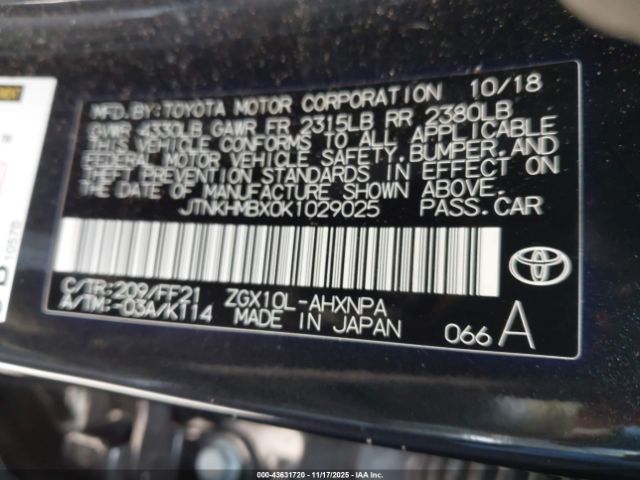 MFD.BY:TOYOTA MOTOR CORPORATION 10/18
GVWR 4330LB GAWR FR 2315LB RR 2380LB
THIS VEHICLE CONFORMS TO ALL APPLICABLE
FEDERAL MOTOR VEHICLE SAFETY,BUMPER,AND
THEFT PREVENTION STANDARDS IN EFFECT ON
THE DATE OF MANUFACTURE SHOWN ABOVE.
JTNKHMBX0K1029025 PASS.CAR
C/TR:209/FF21 ZGX10L-AHXNPA
A/TM:-03A/K114 MADE IN JAPAN 066 A
10578
000-43631720 11/17/2025 IAAI.COM